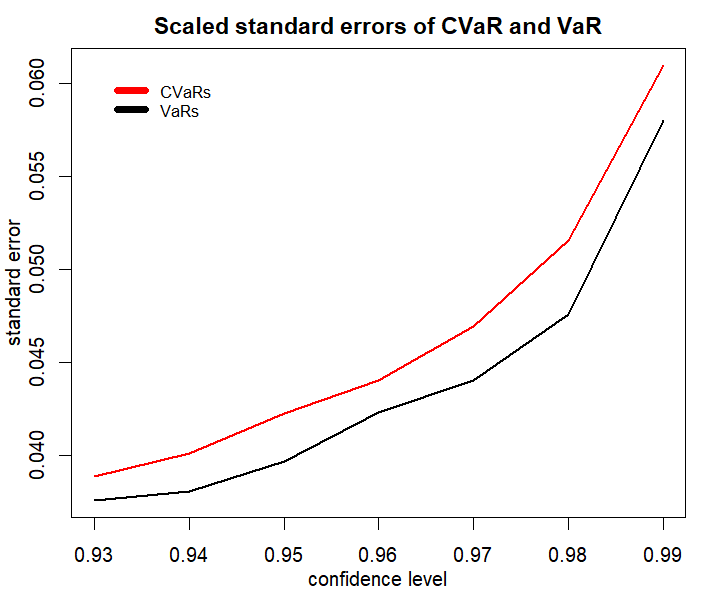 Scaled standard errors of CVaR and VaR
CVaRs
VaRs
standard error
0.060
0.055
0.050
0.045
0.040
0.93 0.94 0.95 0.96 0.97 0.98 0.99
confidence level